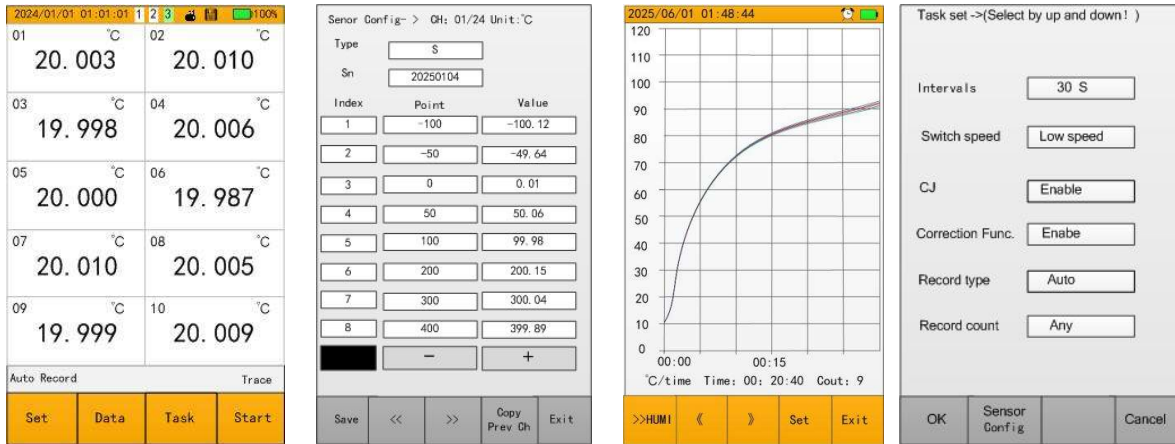 2024/01/01 01:01:01 1 2 3 100%
01 ℃ 02 ℃
20.003 20.010
03 ℃ 04 ℃
19.998 20.006
05 ℃ 06 ℃
20.000 19.987
07 ℃ 08 ℃
20.010 20.005
09 ℃ 10 ℃
19.999 20.009
Auto Record Trace
Set Data Task Start
Senor Config-> CH: 01/24 Unit:℃
Type S
Sn 20250104
Index Point Value
1 -100 -100.12
2 -50 -49.64
3 0 0.01
4 50 50.06
5 100 99.98
6 200 200.15
7 300 300.04
8 400 399.89
- +
Save << >> Copy Prev Ch Exit
2025/06/01 01:48:44
120
110
100
90
80
70
60
50
40
30
20
10
0
00:00 00:15
℃/time Time: 00: 20:40 Cout: 9
>>HUMI 《 》 Set Exit
Task set ->(Select by up and down! )
Intervals 30 S
Switch speed Low speed
CJ Enable
Correction Func. Enabe
Record type Auto
Record count Any
OK Sensor Config Cancel